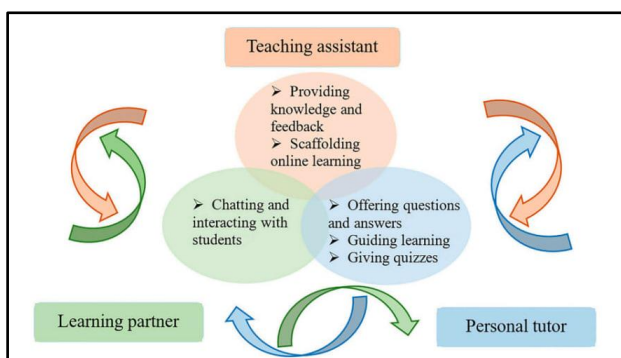 Teaching assistant
➢ Providing
knowledge and
feedback
➢ Scaffolding
online learning
➢ Chatting and
interacting with
students
➢ Offering questions
and answers
➢ Guiding learning
➢ Giving quizzes
Learning partner
Personal tutor